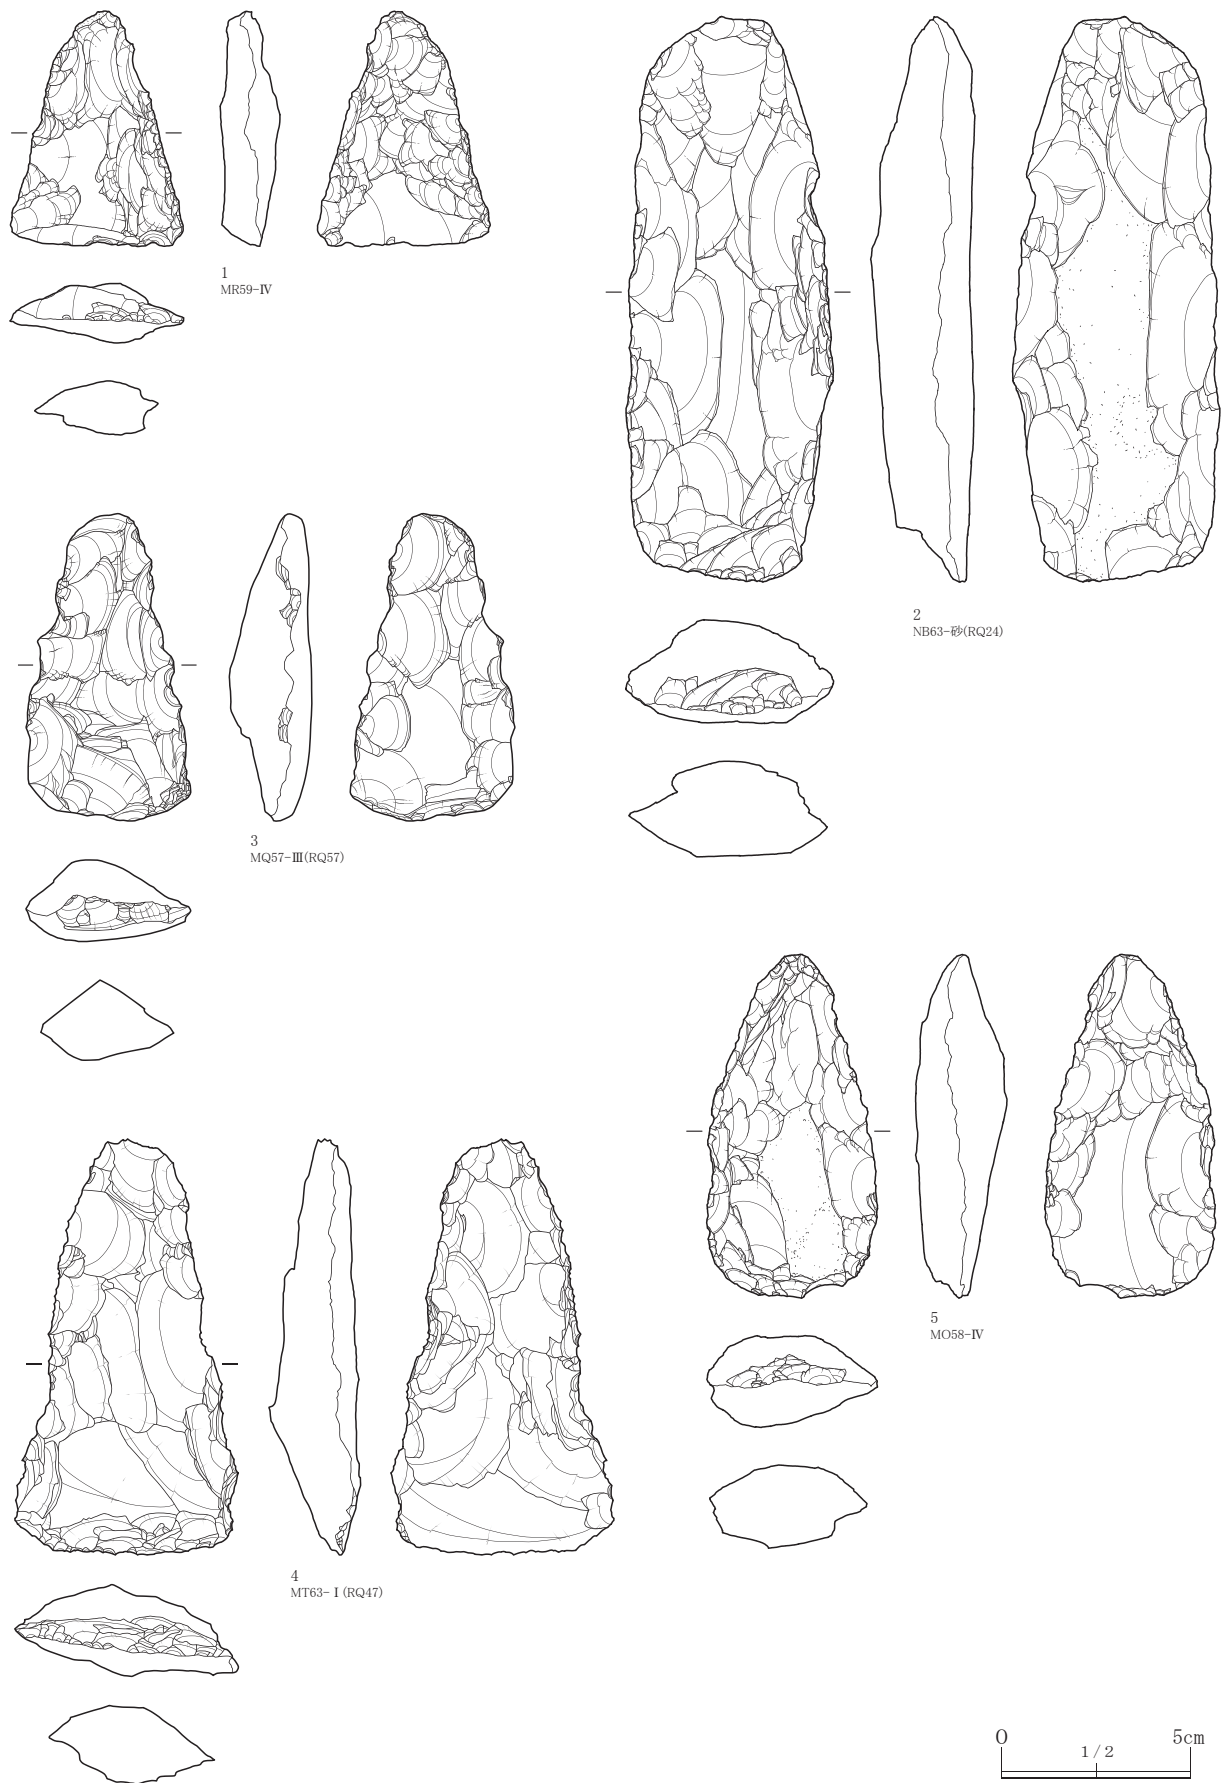 1
MR59-Ⅳ
2
NB63-砂(RQ24)
3
MQ57-Ⅲ(RQ57)
4
MT63-Ⅰ(RQ47)
5
MO58-Ⅳ
0 5cm
1/2